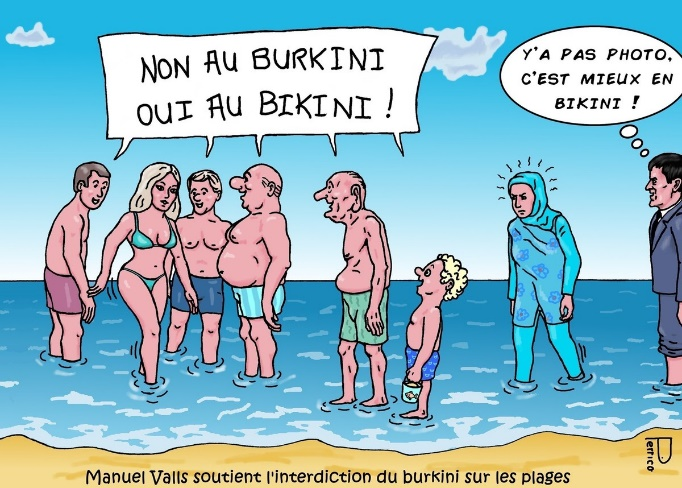 NON AU BURKINI
OUI AU BIKINI !
Y'A PAS PHOTO,
C'EST MIEUX EN
BIKINI !
Manuel Valls soutient l'interdiction du burkini sur les plages